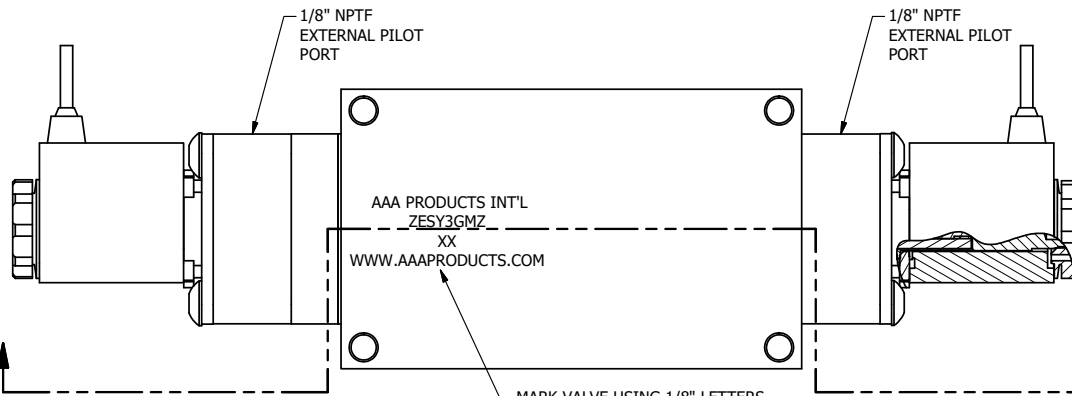 1/8" NPTF
EXTERNAL PILOT
PORT
1/8" NPTF
EXTERNAL PILOT
PORT
AAA PRODUCTS INT'L
ZESY3GMZ
XX
WWW.AAAPRODUCTS.COM
MARK VALVE USING 1/8" LETTERS